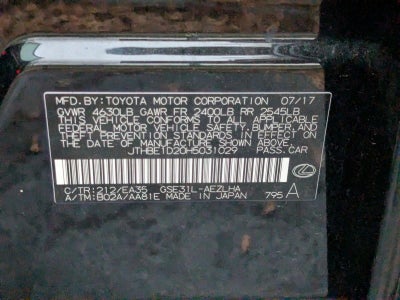 MFD.BY:TOYOTA MOTOR CORPORATION 07/17
GVWR 4630LB GAWR FR 2400LB RR 2545LB
THIS VEHICLE CONFORMS TO ALL APPLICABLE
FEDERAL MOTOR VEHICLE SAFETY, BUMPER, AND
THEFT PREVENTION STANDARDS IN EFFECT ON
THE DATE OF MANUFACTURE SHOWN ABOVE.
JTHBE1D20H5031029 PASS.CAR
C/TR:212/EA35 GSE31L-AEZLHA
A/TM:B02A/AA81E MADE IN JAPAN 795 A